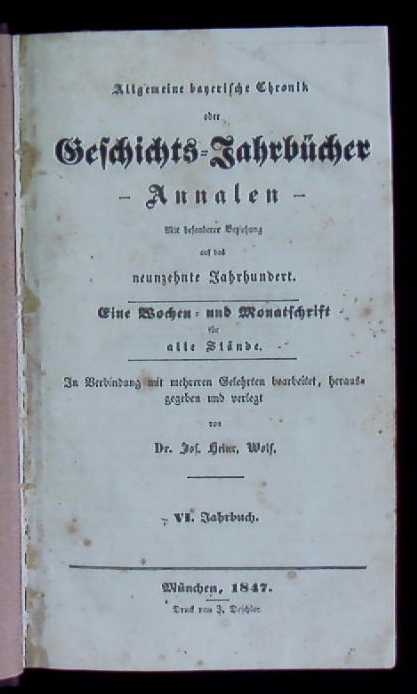 Allgemeine bayerische Chronik
oder
Geschichts-Jahrbücher
- Annalen -
Mit besonderer Beziehung
auf das
neunzehnte Jahrhundert.
Eine Wochen- und Monatschrift
für
alle Stände.
In Verbindung mit mehreren Gelehrten bearbeitet, heraus-
gegeben und verlegt
von
Dr. Jos. Heinr. Wolf.
VI. Jahrbuch.
München, 1847.
Druck von J. Deschler.